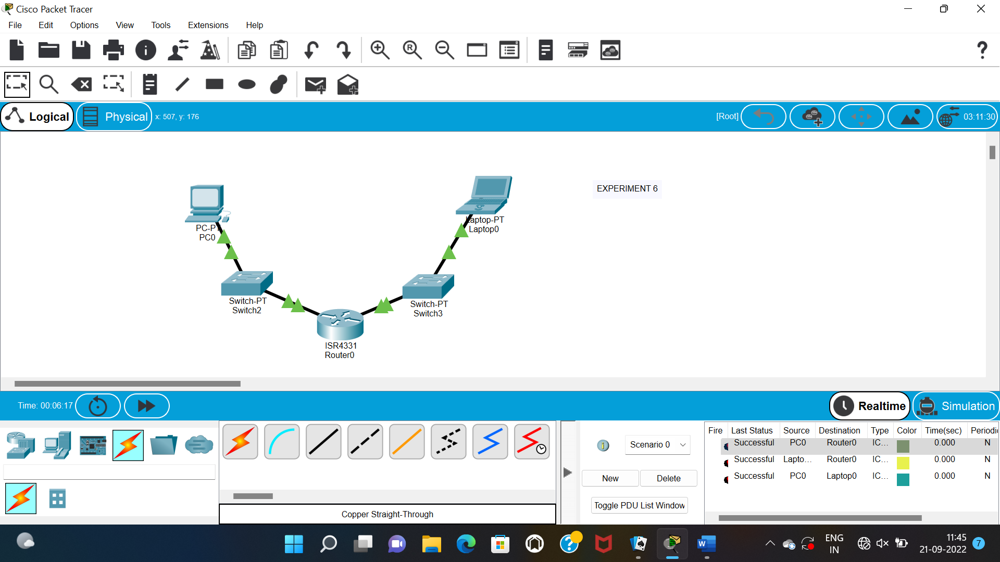 Cisco Packet Tracer
File Edit Options View Tools Extensions Help
Logical Physical x: 507, y: 176 [Root] 03:11:30
EXPERIMENT 6
Laptop-PT
Laptop0
PC-PT
PC0
Switch-PT
Switch2
Switch-PT
Switch3
ISR4331
Router0
Time: 00:06:17 Realtime Simulation
Fire Last Status Source Destination Type Color Time(sec) Periodic
Successful PC0 Router0 IC... 0.000 N
Successful Lapto... Router0 IC... 0.000 N
Successful PC0 Laptop0 IC... 0.000 N
Scenario 0
New Delete
Toggle PDU List Window
Copper Straight-Through
ENG
IN
11:45
21-09-2022
7